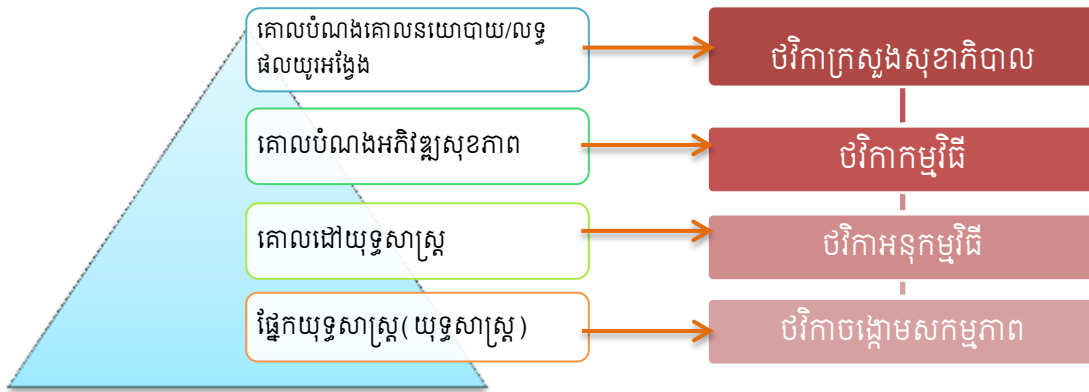 គោលបំណងគោលនយោបាយ/លទ្ធ
ផលយូរអង្វែង
ថវិកាក្រសួងសុខាភិបាល
គោលបំណងអភិវឌ្ឍសុខភាព
ថវិកាកម្មវិធី
គោលដៅយុទ្ធសាស្ត្រ
ថវិកាអនុកម្មវិធី
ផ្នែកយុទ្ធសាស្ត្រ( យុទ្ធសាស្ត្រ )
ថវិកាចង្កោមសកម្មភាព